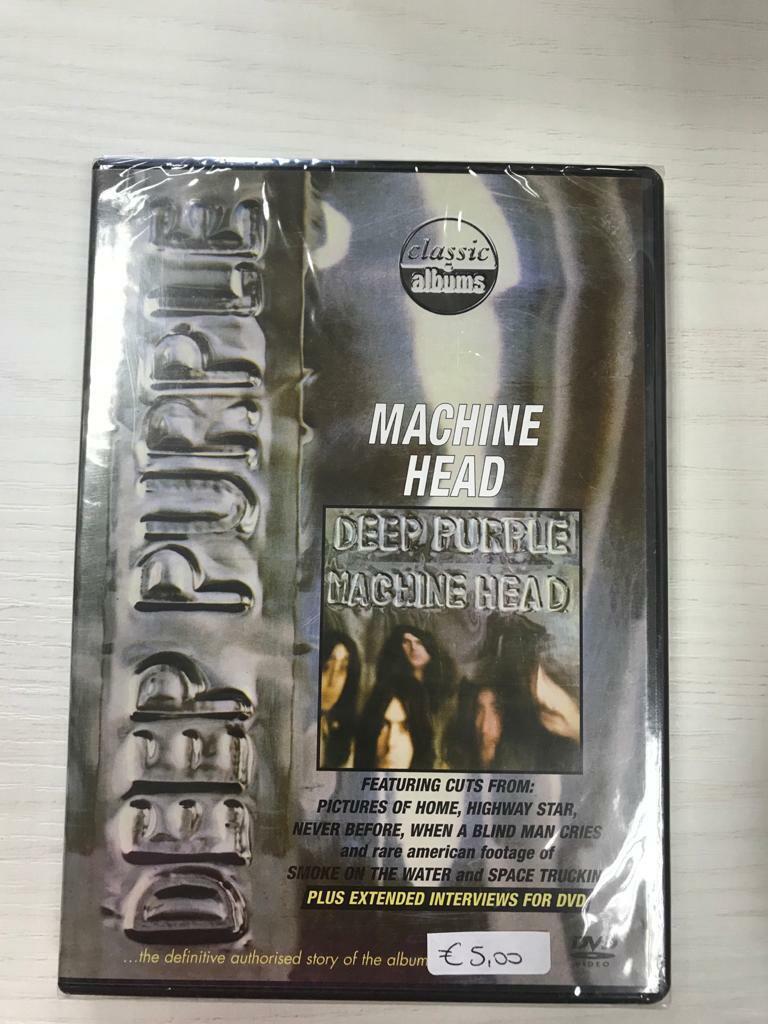 DEEP PURPLE
classic
albums
MACHINE
HEAD
DEEP PURPLE
MACHINE HEAD
FEATURING CUTS FROM:
PICTURES OF HOME, HIGHWAY STAR,
NEVER BEFORE, WHEN A BLIND MAN CRIES
and rare american footage of
SMOKE ON THE WATER and SPACE TRUCKIN
PLUS EXTENDED INTERVIEWS FOR DVD
...the definitive authorised story of the album
€ 5,00
DVD
VIDEO